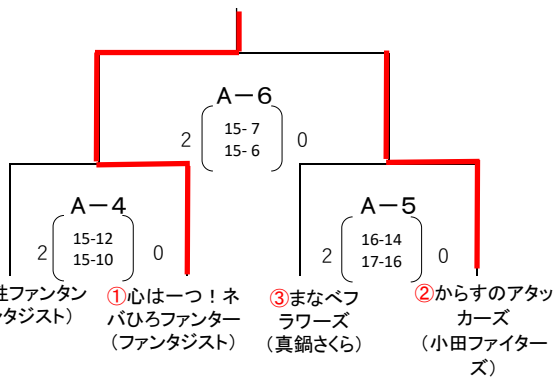 A－6
2 15- 7 0
15- 6
A－4
2 15-12 0
15-10
A－5
2 16-14 0
17-16
性ファンタン
タジスト）
①心は一つ！ネ
バひろファンター
（ファンタジスト）
③まなべフ
ラワーズ
（真鍋さくら）
②からすのアタッ
カーズ
（小田ファイター
ズ）